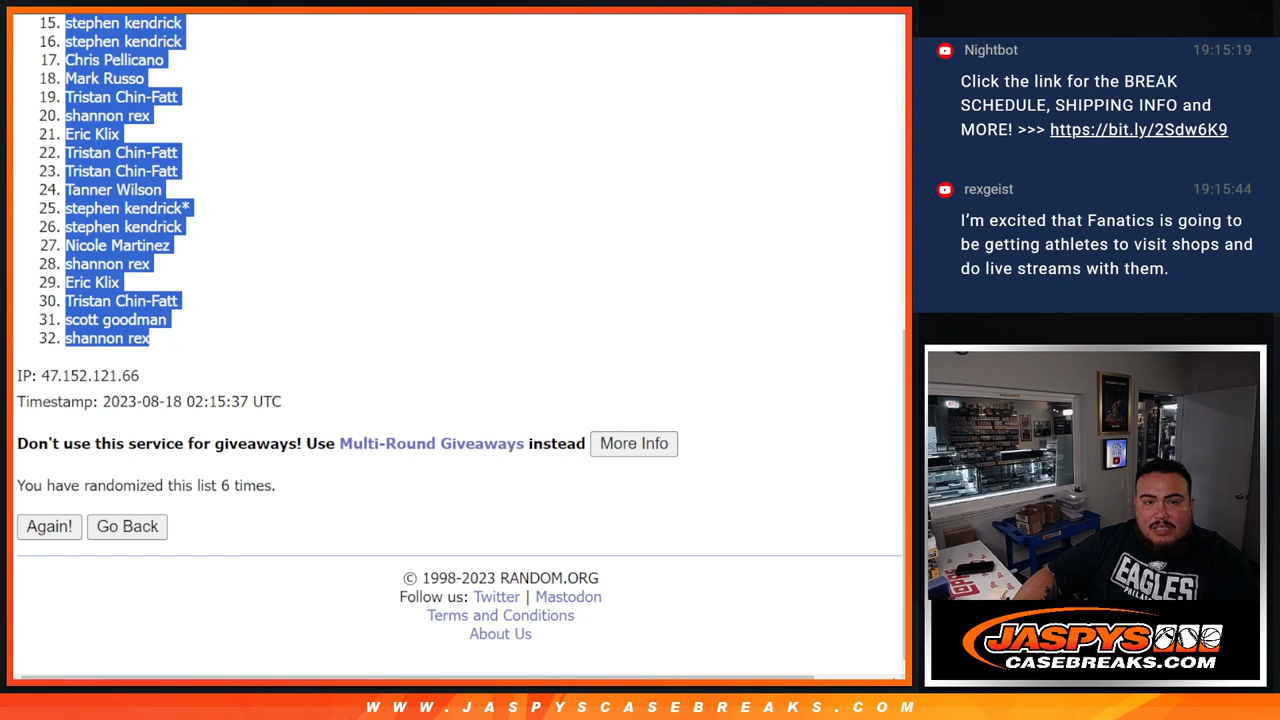 15. stephen kendrick
16. stephen kendrick
17. Chris Pellicano
18. Mark Russo
19. Tristan Chin-Fatt
20. shannon rex
21. Eric Klix
22. Tristan Chin-Fatt
23. Tristan Chin-Fatt
24. Tanner Wilson
25. stephen kendrick*
26. stephen kendrick
27. Nicole Martinez
28. shannon rex
29. Eric Klix
30. Tristan Chin-Fatt
31. scott goodman
32. shannon rex
IP: 47.152.121.66
Timestamp: 2023-08-18 02:15:37 UTC
Don't use this service for giveaways! Use Multi-Round Giveaways instead More Info
You have randomized this list 6 times.
Again! Go Back
© 1998-2023 RANDOM.ORG
Follow us: Twitter | Mastodon
Terms and Conditions
About Us
Nightbot 19:15:19
Click the link for the BREAK
SCHEDULE, SHIPPING INFO and
MORE! >>> https://bit.ly/2Sdw6K9
rexgeist 19:15:44
I'm excited that Fanatics is going to
be getting athletes to visit shops and
do live streams with them.
EAGLES
JASPYS
CASEBREAKS.COM
WWW.JASPYSCASEBREAKS.COM